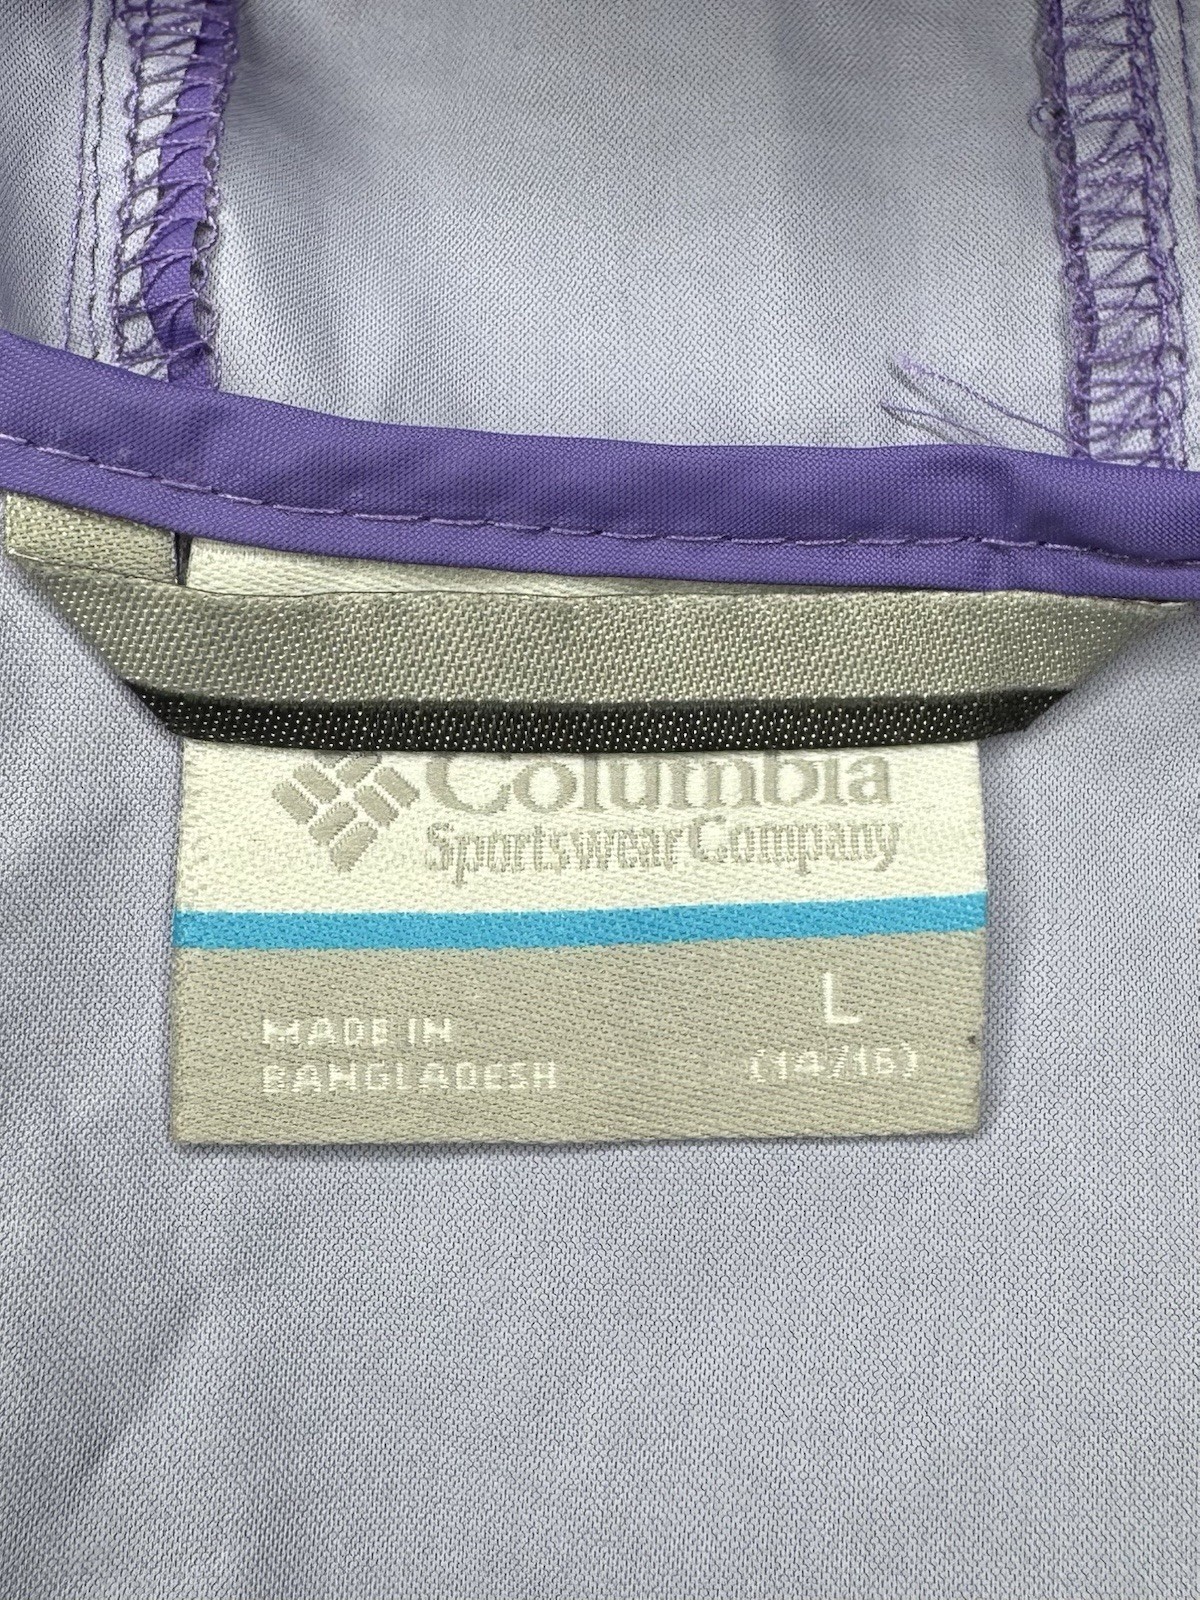 Columbia
Sportswear Company
L
MADE IN
BANGLADESH
(14/16)